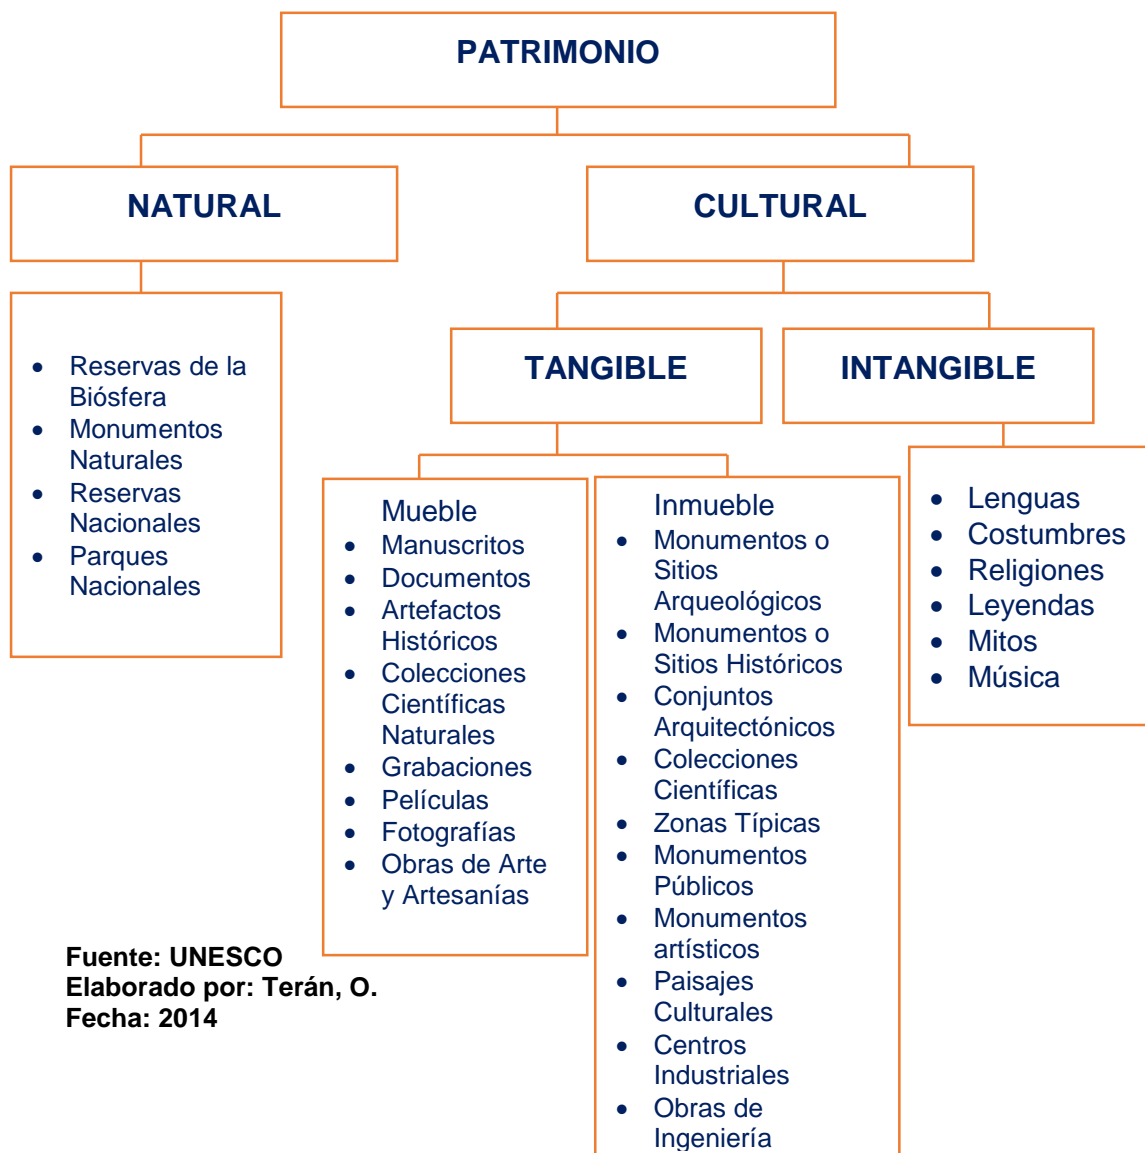 PATRIMONIO
NATURAL
CULTURAL
• Reservas de la
Biósfera
• Monumentos
Naturales
• Reservas
Nacionales
• Parques
Nacionales
TANGIBLE
INTANGIBLE
Mueble
• Manuscritos
• Documentos
• Artefactos
Históricos
• Colecciones
Científicas
Naturales
• Grabaciones
• Películas
• Fotografías
• Obras de Arte
y Artesanías
Inmueble
• Monumentos o
Sitios
Arqueológicos
• Monumentos o
Sitios Históricos
• Conjuntos
Arquitectónicos
• Colecciones
Científicas
• Zonas Típicas
• Monumentos
Públicos
• Monumentos
artísticos
• Paisajes
Culturales
• Centros
Industriales
• Obras de
Ingeniería
• Lenguas
• Costumbres
• Religiones
• Leyendas
• Mitos
• Música
Fuente: UNESCO
Elaborado por: Terán, O.
Fecha: 2014